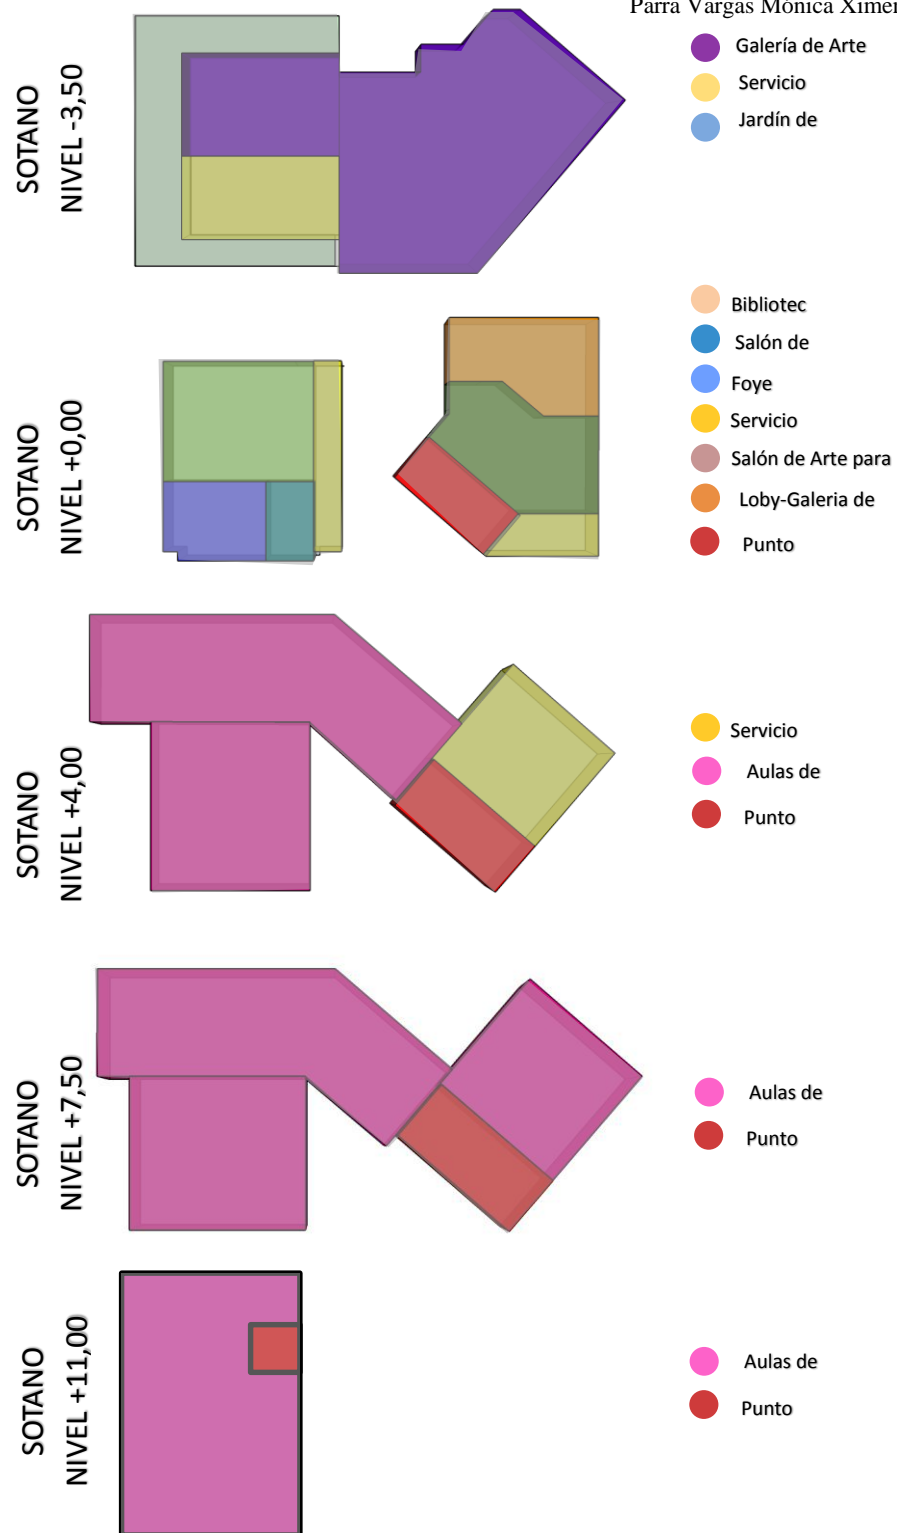 Parra Vargas Mónica Ximen
SOTANO
NIVEL -3,50
Galería de Arte
Servicio
Jardín de
SOTANO
NIVEL +0,00
Bibliotec
Salón de
Foye
Servicio
Salón de Arte para
Loby-Galeria de
Punto
SOTANO
NIVEL +4,00
Servicio
Aulas de
Punto
SOTANO
NIVEL +7,50
Aulas de
Punto
SOTANO
NIVEL +11,00
Aulas de
Punto